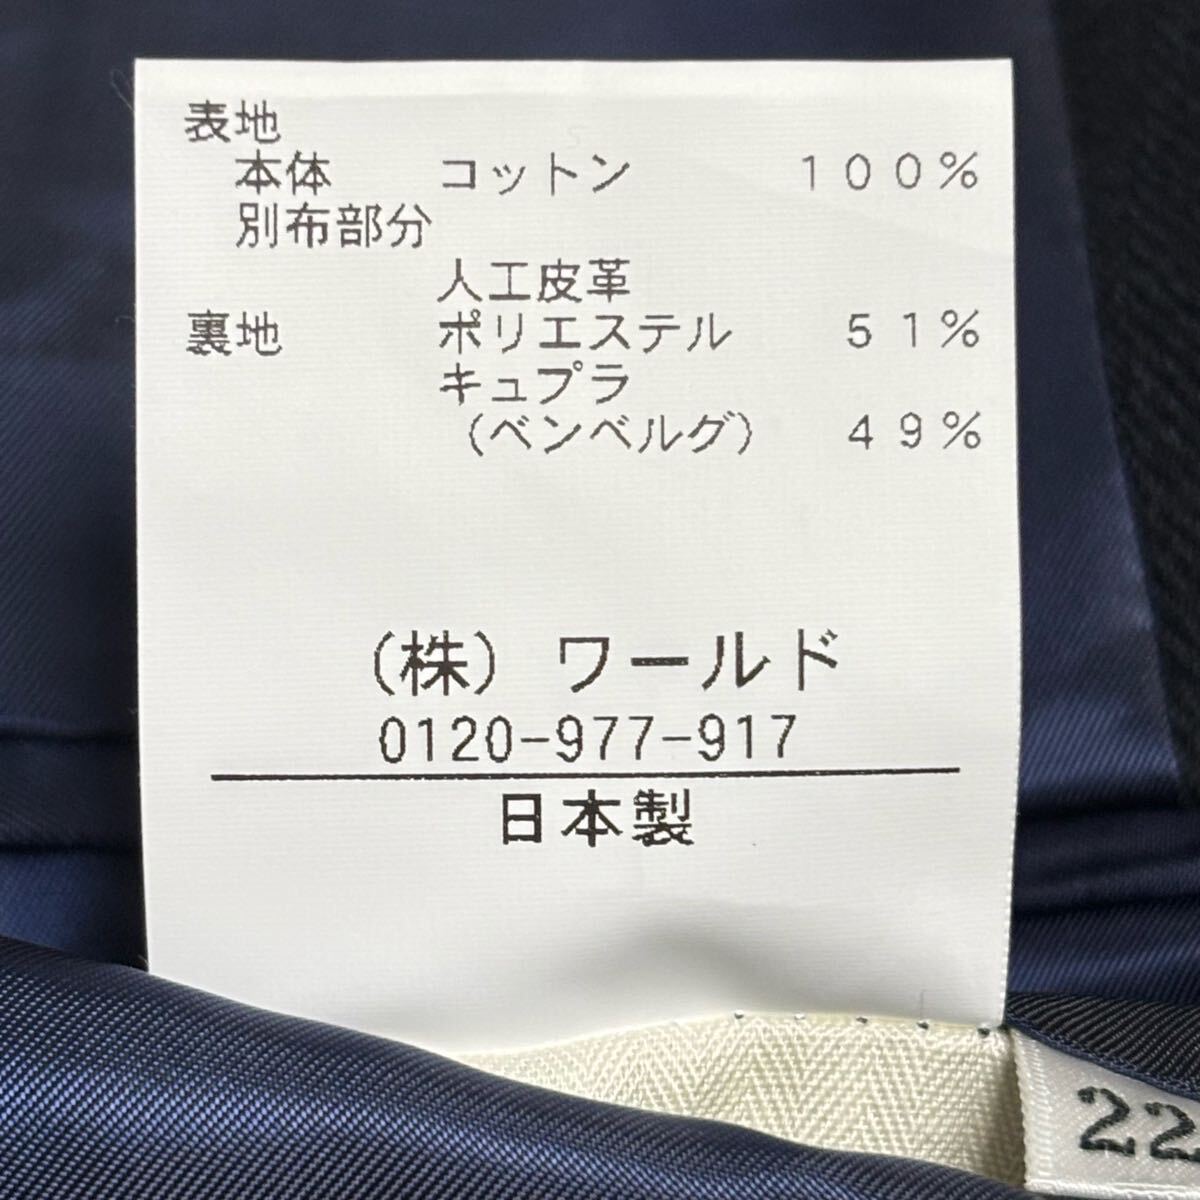 表地
本体 コットン 100%
別布部分
人工皮革
裏地 ポリエステル 51%
キュプラ
(ベンベルグ) 49%
(株) ワールド
0120-977-917
日本製
22